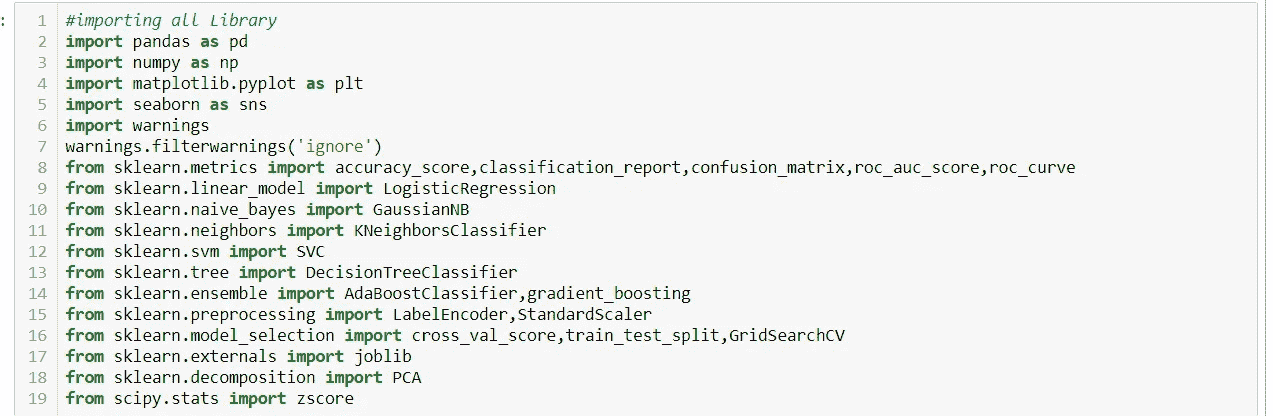 :
1 #importing all Library
2 import pandas as pd
3 import numpy as np
4 import matplotlib.pyplot as plt
5 import seaborn as sns
6 import warnings
7 warnings.filterwarnings('ignore')
8 from sklearn.metrics import accuracy_score,classification_report,confusion_matrix,roc_auc_score,roc_curve
9 from sklearn.linear_model import LogisticRegression
10 from sklearn.naive_bayes import GaussianNB
11 from sklearn.neighbors import KNeighborsClassifier
12 from sklearn.svm import SVC
13 from sklearn.tree import DecisionTreeClassifier
14 from sklearn.ensemble import AdaBoostClassifier,gradient_boosting
15 from sklearn.preprocessing import LabelEncoder,StandardScaler
16 from sklearn.model_selection import cross_val_score,train_test_split,GridSearchCV
17 from sklearn.externals import joblib
18 from sklearn.decomposition import PCA
19 from scipy.stats import zscore